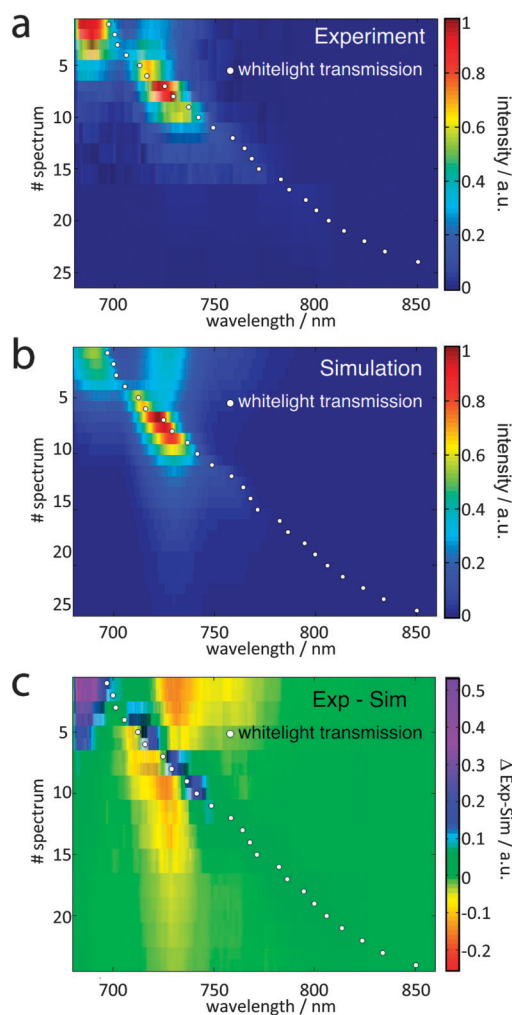 a
Experiment
whitelight transmission
5
10
15
20
25
# spectrum
700
750
800
850
wavelength / nm
1
0.8
0.6
0.4
0.2
0
intensity / a.u.
b
Simulation
whitelight transmission
5
10
15
20
25
# spectrum
700
750
800
850
wavelength / nm
1
0.8
0.6
0.4
0.2
0
intensity / a.u.
c
Exp - Sim
whitelight transmission
5
10
15
20
# spectrum
700
750
800
850
wavelength / nm
0.5
0.4
0.3
0.2
0.1
0
-0.1
-0.2
Δ Exp-Sim / a.u.